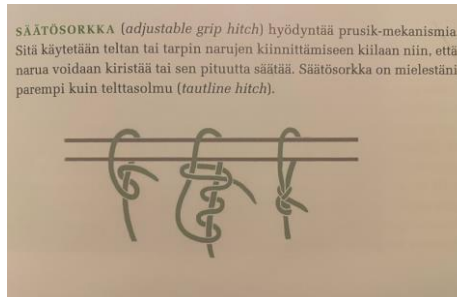 SÄÄTÖSORKKA (adjustable grip hitch) hyödyntää prusik-mekanismia
Sitä käytetään teltan tai tarpin narujen kiinnittämiseen kiilaan niin, että
narua voidaan kiristää tai sen pituutta säätää. Säätösorkka on mielestäni
parempi kuin telttasolmu (tautline hitch).